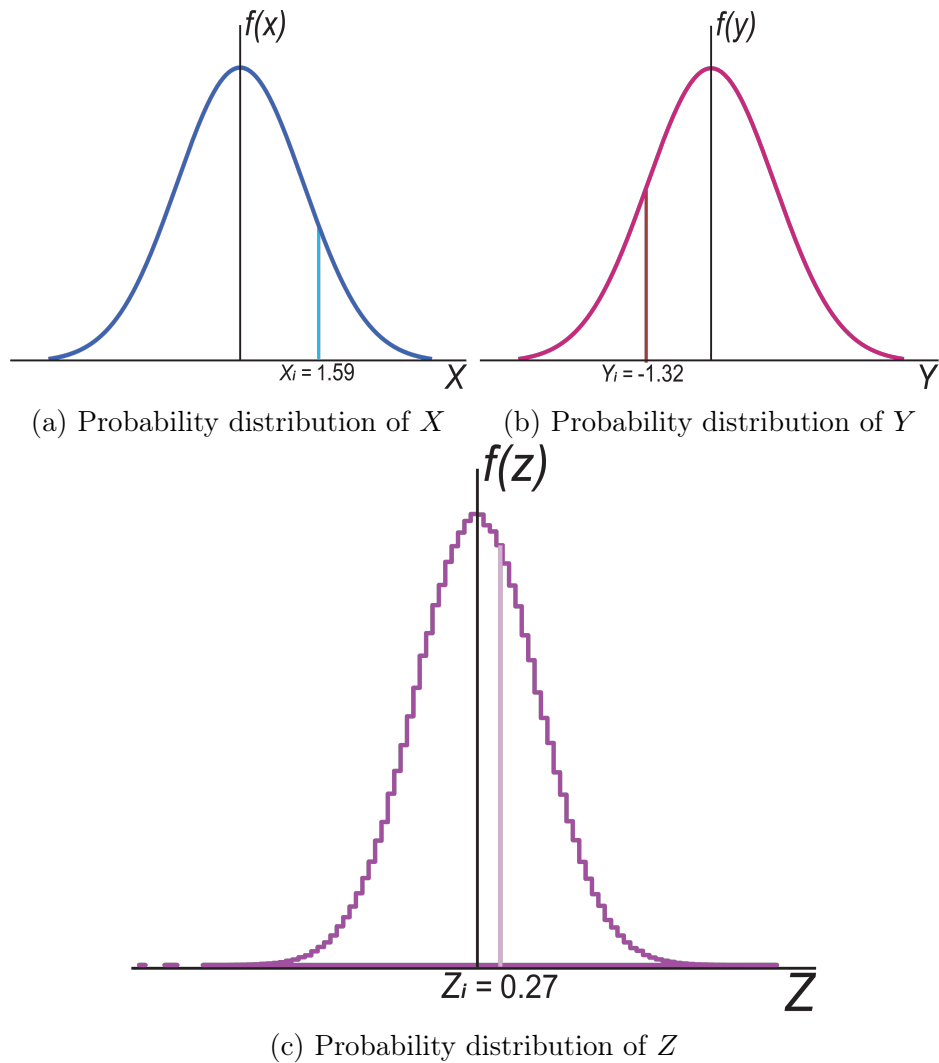 f(x) f(y)
Xi = 1.59 X Yi = -1.32 Y
(a) Probability distribution of X (b) Probability distribution of Y
f(z)
Zi = 0.27 Z
(c) Probability distribution of Z